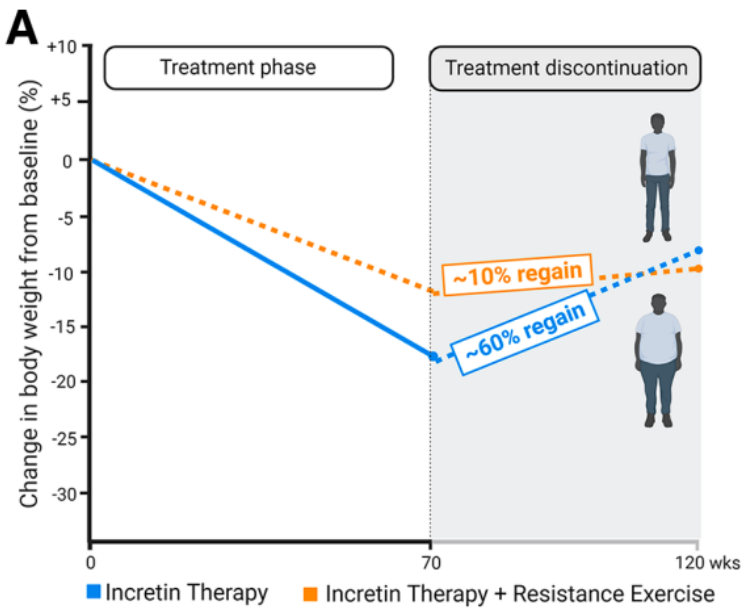 A
Treatment phase
Treatment discontinuation
Change in body weight from baseline (%)
+10
+5
0
-5
-10
-15
-20
-25
-30
~10% regain
~60% regain
0
70
120 wks
Incretin Therapy
Incretin Therapy + Resistance Exercise